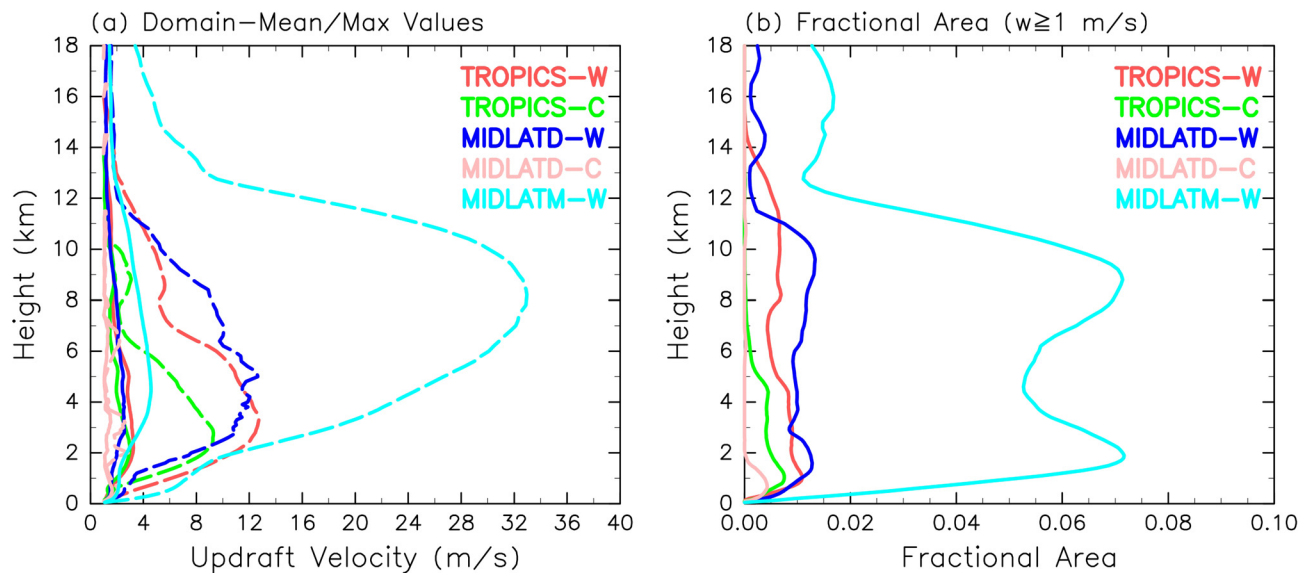 (a) Domain−Mean/Max Values
18
16
14
12
10
8
6
4
2
0
Height (km)
TROPICS−W
TROPICS−C
MIDLATD−W
MIDLATD−C
MIDLATM−W
0 4 8 12 16 20 24 28 32 36 40
Updraft Velocity (m/s)
(b) Fractional Area (w≧1 m/s)
18
16
14
12
10
8
6
4
2
0
Height (km)
TROPICS−W
TROPICS−C
MIDLATD−W
MIDLATD−C
MIDLATM−W
0.00 0.02 0.04 0.06 0.08 0.10
Fractional Area